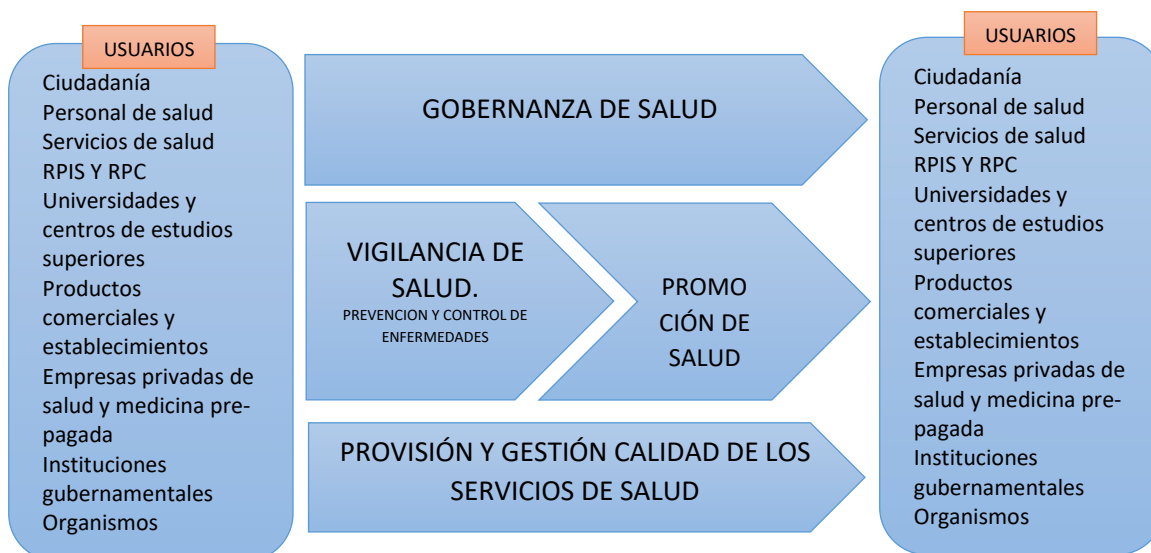 USUARIOS
Ciudadanía
Personal de salud
Servicios de salud
RPIS Y RPC
Universidades y
centros de estudios
superiores
Productos
comerciales y
establecimientos
Empresas privadas de
salud y medicina pre-
pagada
Instituciones
gubernamentales
Organismos
GOBERNANZA DE SALUD
VIGILANCIA DE
SALUD.
PREVENCION Y CONTROL DE
ENFERMEDADES
PROMO
CIÓN DE
SALUD
PROVISIÓN Y GESTIÓN CALIDAD DE LOS
SERVICIOS DE SALUD
USUARIOS
Ciudadanía
Personal de salud
Servicios de salud
RPIS Y RPC
Universidades y
centros de estudios
superiores
Productos
comerciales y
establecimientos
Empresas privadas de
salud y medicina pre-
pagada
Instituciones
gubernamentales
Organismos